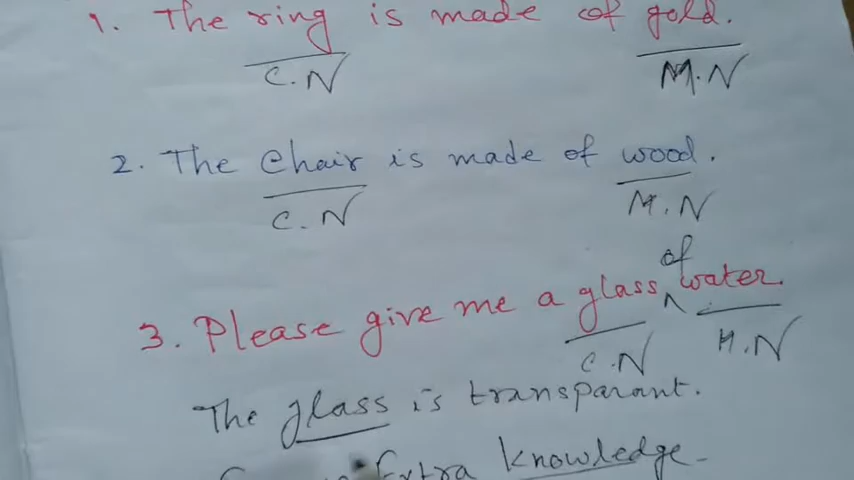 1. The ring is made of gold.
C.N M.N
2. The Chair is made of wood.
C.N M.N
of
3. Please give me a glass ^ water.
C.N M.N
The glass is transparant.
Extra knowledge